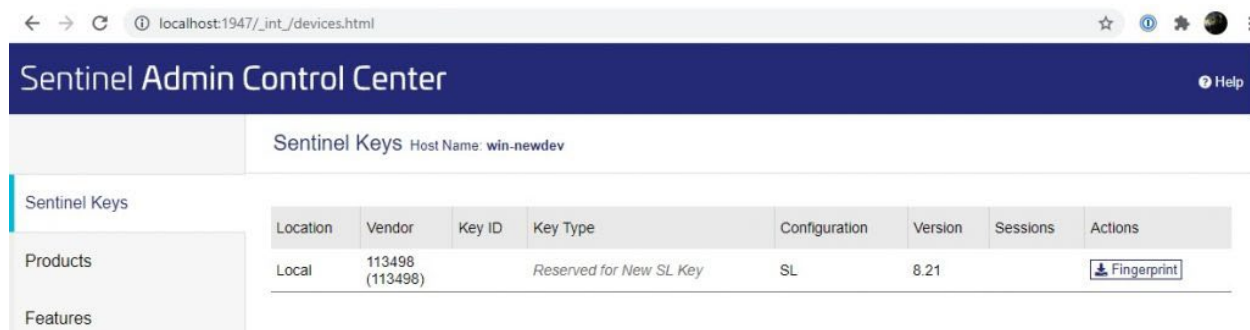 localhost:1947/_int_/devices.html
Sentinel Admin Control Center
Help
Sentinel Keys Host Name: win-newdev
Sentinel Keys
Products
Features
Location Vendor Key ID Key Type Configuration Version Sessions Actions
Local 113498 (113498) Reserved for New SL Key SL 8.21 Fingerprint